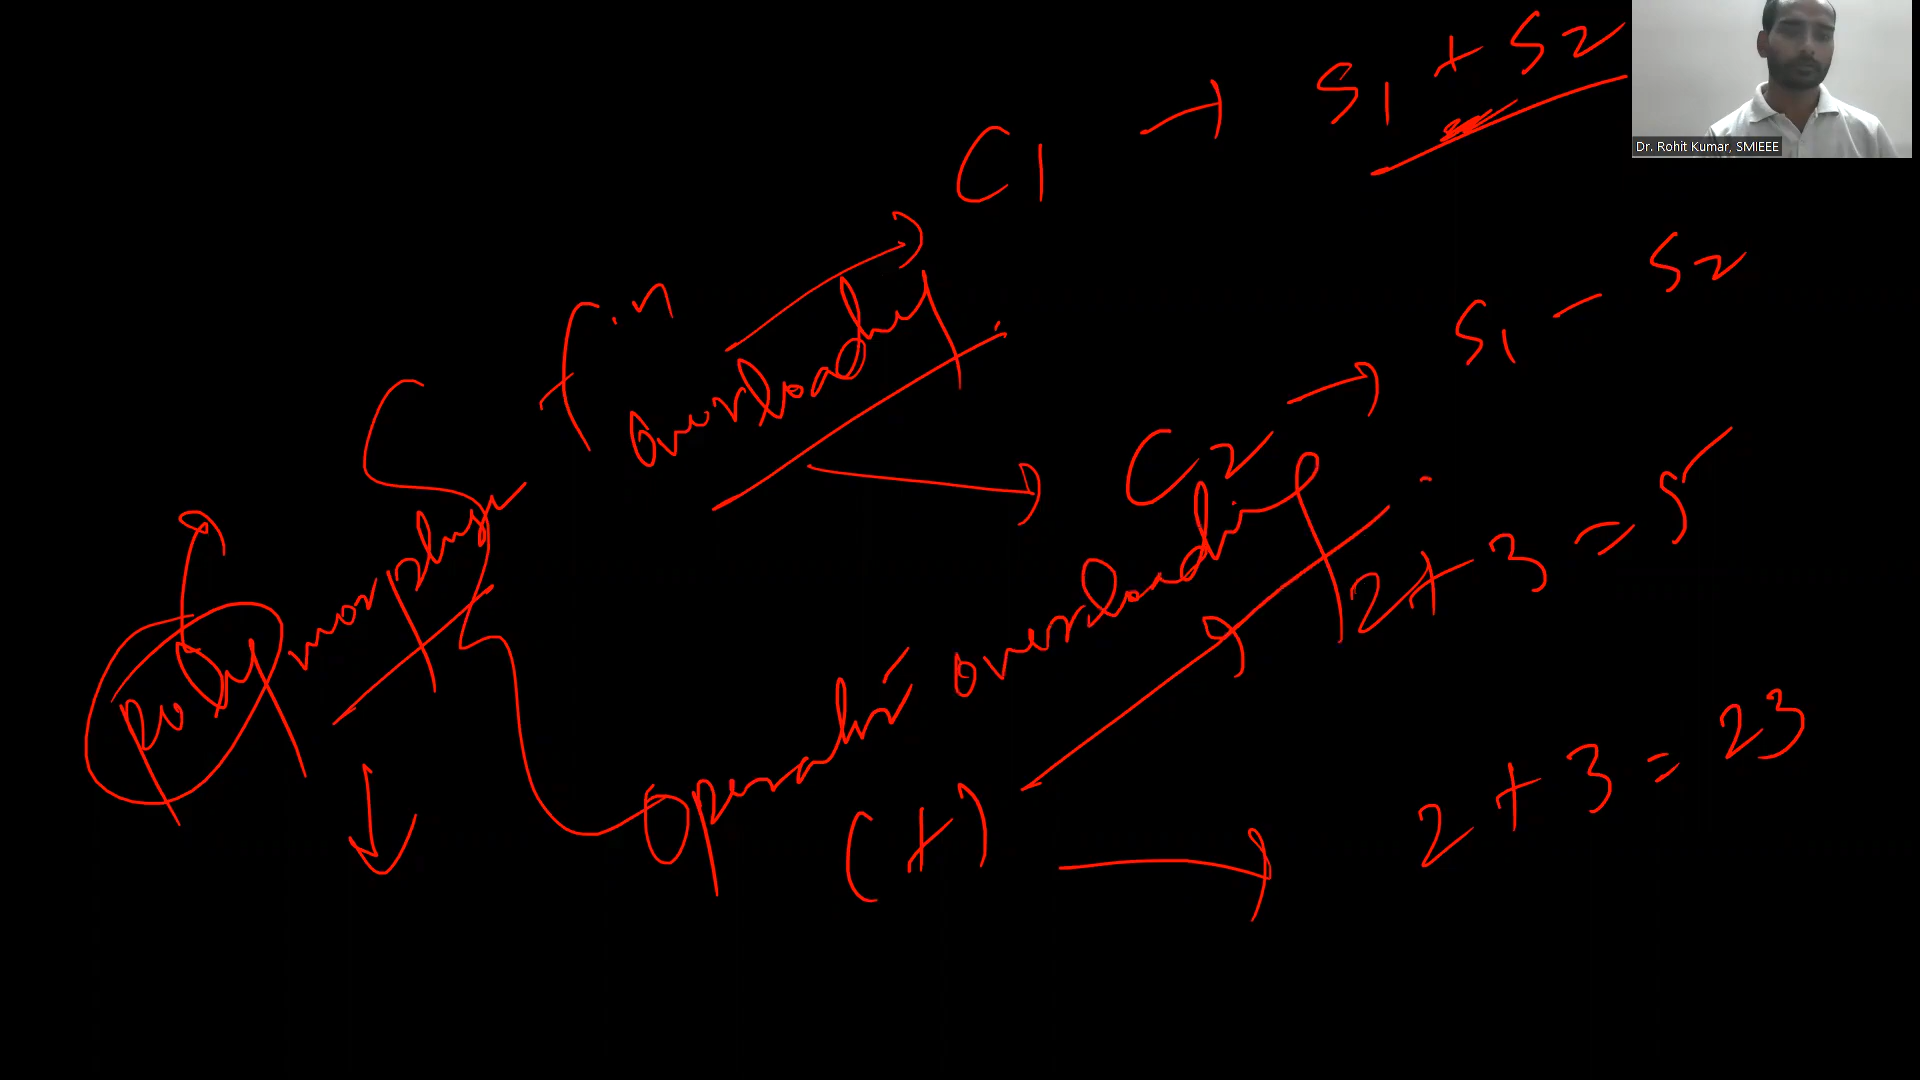 C1 → S1 + S2
Dr. Rohit Kumar, SMIEEE
f.n
overloading
C2 → S1 - S2
polymorphism
operator overloading
2+3 = 5
(+)
2 + 3 = 23